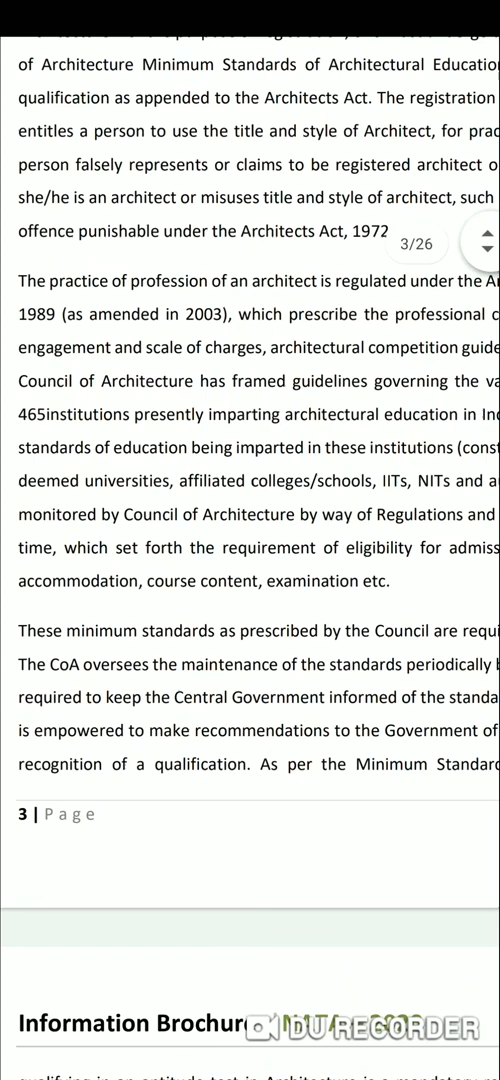 of Architecture Minimum Standards of Architectural Educatio
qualification as appended to the Architects Act. The registration
entitles a person to use the title and style of Architect, for prac
person falsely represents or claims to be registered architect o
she/he is an architect or misuses title and style of architect, such
offence punishable under the Architects Act, 1972
3/26
The practice of profession of an architect is regulated under the A
1989 (as amended in 2003), which prescribe the professional c
engagement and scale of charges, architectural competition guide
Council of Architecture has framed guidelines governing the va
465institutions presently imparting architectural education in In
standards of education being imparted in these institutions (const
deemed universities, affiliated colleges/schools, IITs, NITs and a
monitored by Council of Architecture by way of Regulations and
time, which set forth the requirement of eligibility for admiss
accommodation, course content, examination etc.
These minimum standards as prescribed by the Council are requi
The CoA oversees the maintenance of the standards periodically b
required to keep the Central Government informed of the standa
is empowered to make recommendations to the Government of
recognition of a qualification. As per the Minimum Standard
3 | P a g e
Information Brochure
DU RECORDER